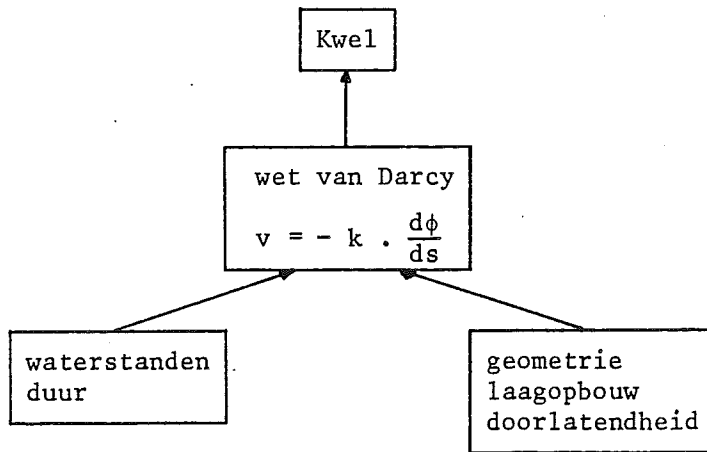 Kwel
wet van Darcy
v = - k . dϕ/ds
waterstanden
duur
geometrie
laagopbouw
doorlatendheid